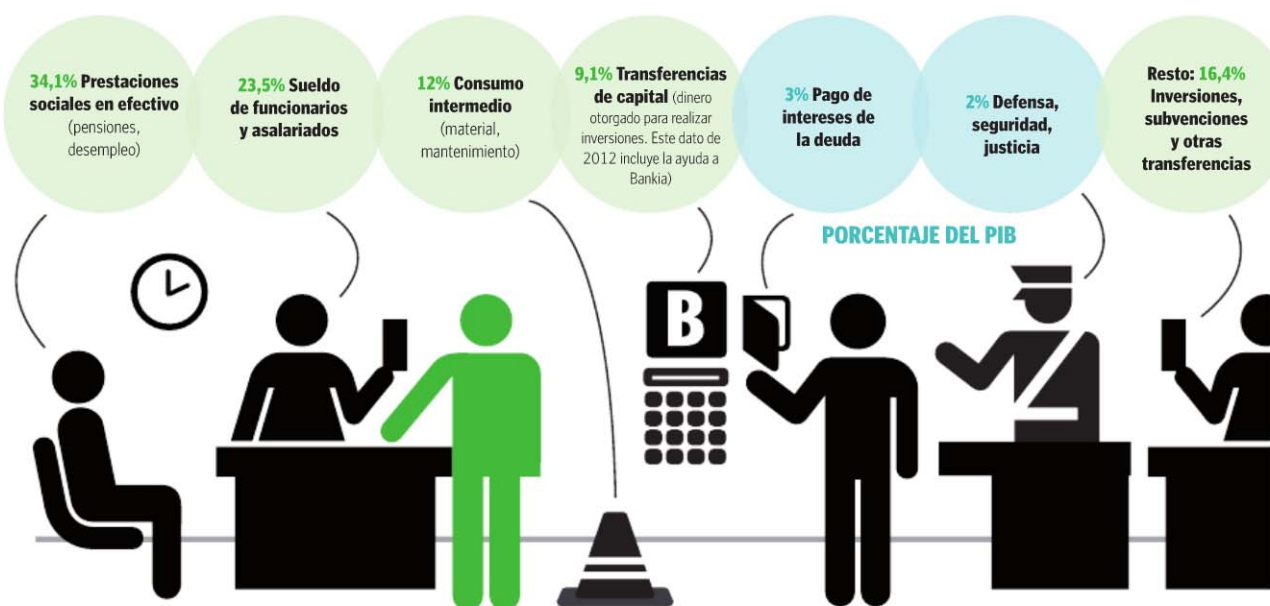 34,1% Prestaciones
sociales en efectivo
(pensiones,
desempleo)
23,5% Sueldo
de funcionarios
y asalariados
12% Consumo
intermedio
(material,
mantenimiento)
9,1% Transferencias
de capital (dinero
otorgado para realizar
inversiones. Este dato de
2012 incluye la ayuda a
Bankia)
3% Pago de
intereses de
la deuda
2% Defensa,
seguridad,
justicia
Resto: 16,4%
Inversiones,
subvenciones
y otras
transferencias
PORCENTAJE DEL PIB
B